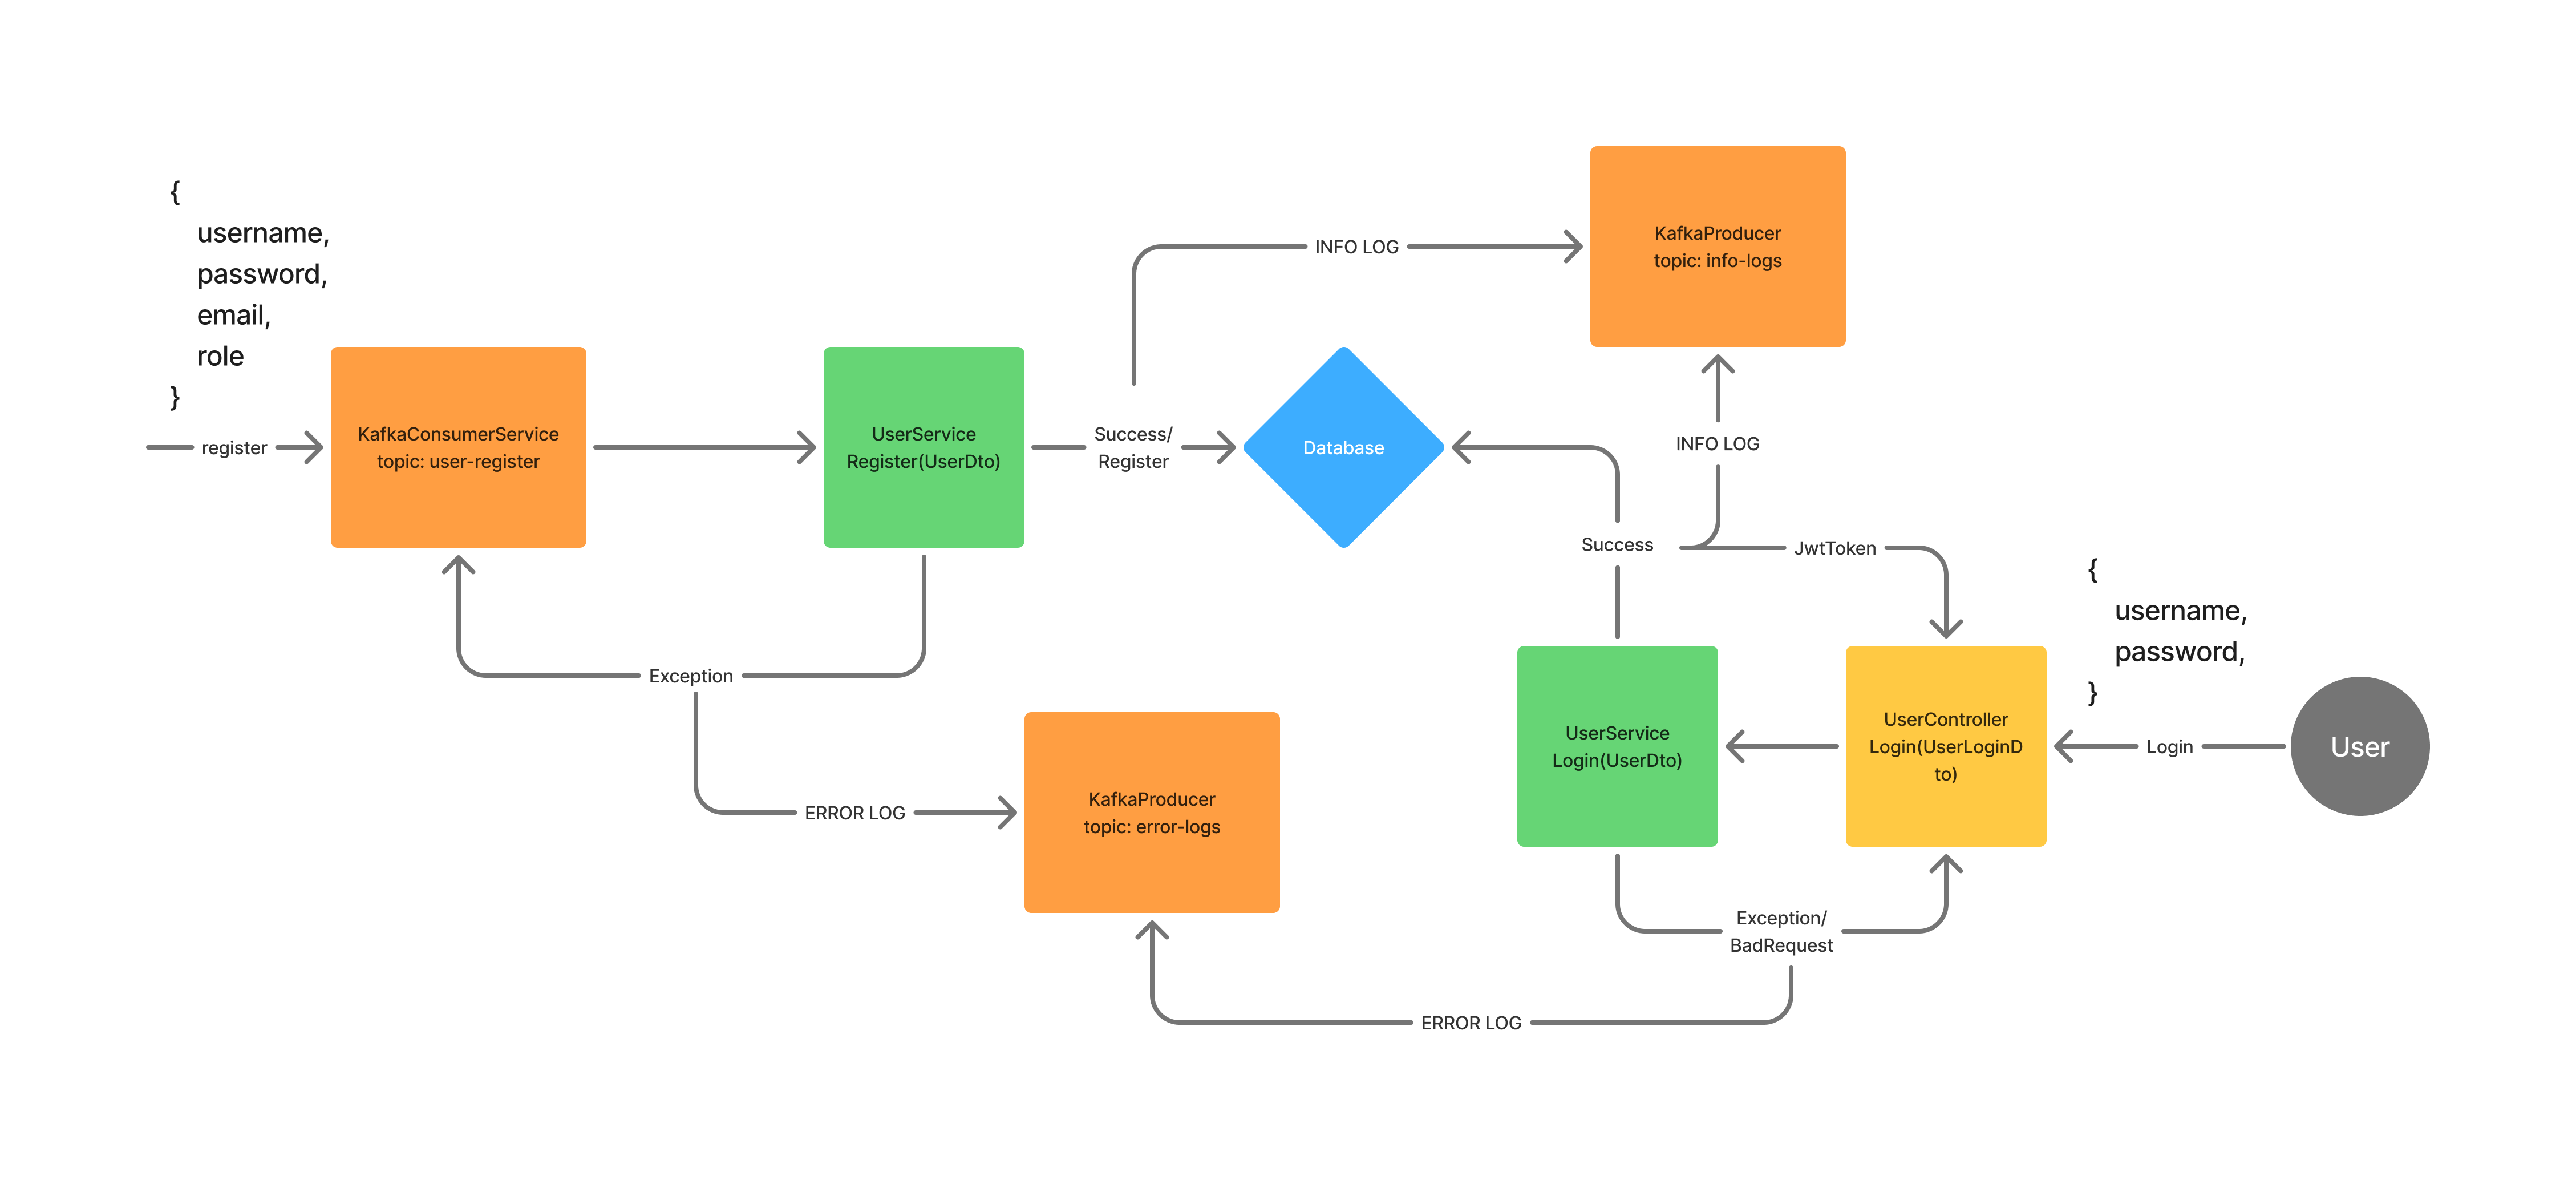 {
username,
password,
email,
role
}
register
KafkaConsumerService
topic: user-register
UserService
Register(UserDto)
Success/
Register
INFO LOG
KafkaProducer
topic: info-logs
Database
INFO LOG
Success
JwtToken
Exception
ERROR LOG
KafkaProducer
topic: error-logs
UserService
Login(UserDto)
UserController
Login(UserLoginD
to)
{
username,
password,
}
Login
User
Exception/
BadRequest
ERROR LOG